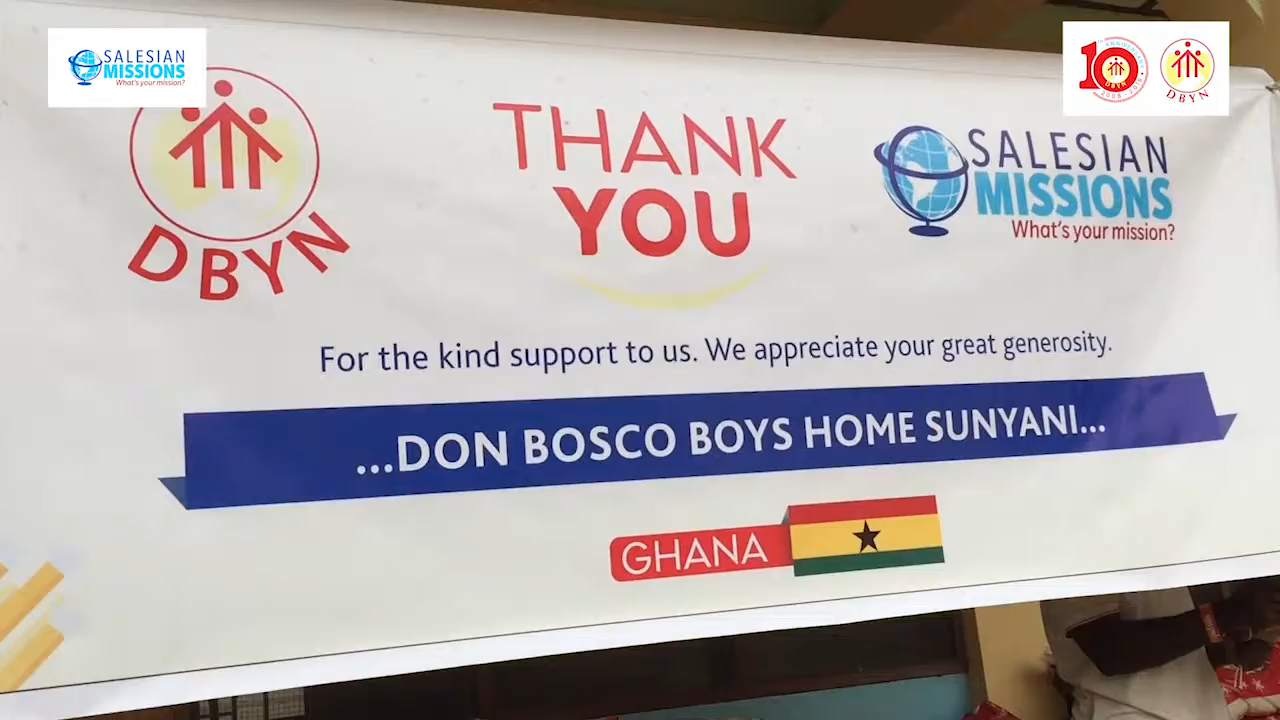 SALESIAN
MISSIONS
What's your mission?
10
DBYN
DBYN
THANK
YOU
SALESIAN
MISSIONS
What's your mission?
For the kind support to us. We appreciate your great generosity.
...DON BOSCO BOYS HOME SUNYANI...
GHANA